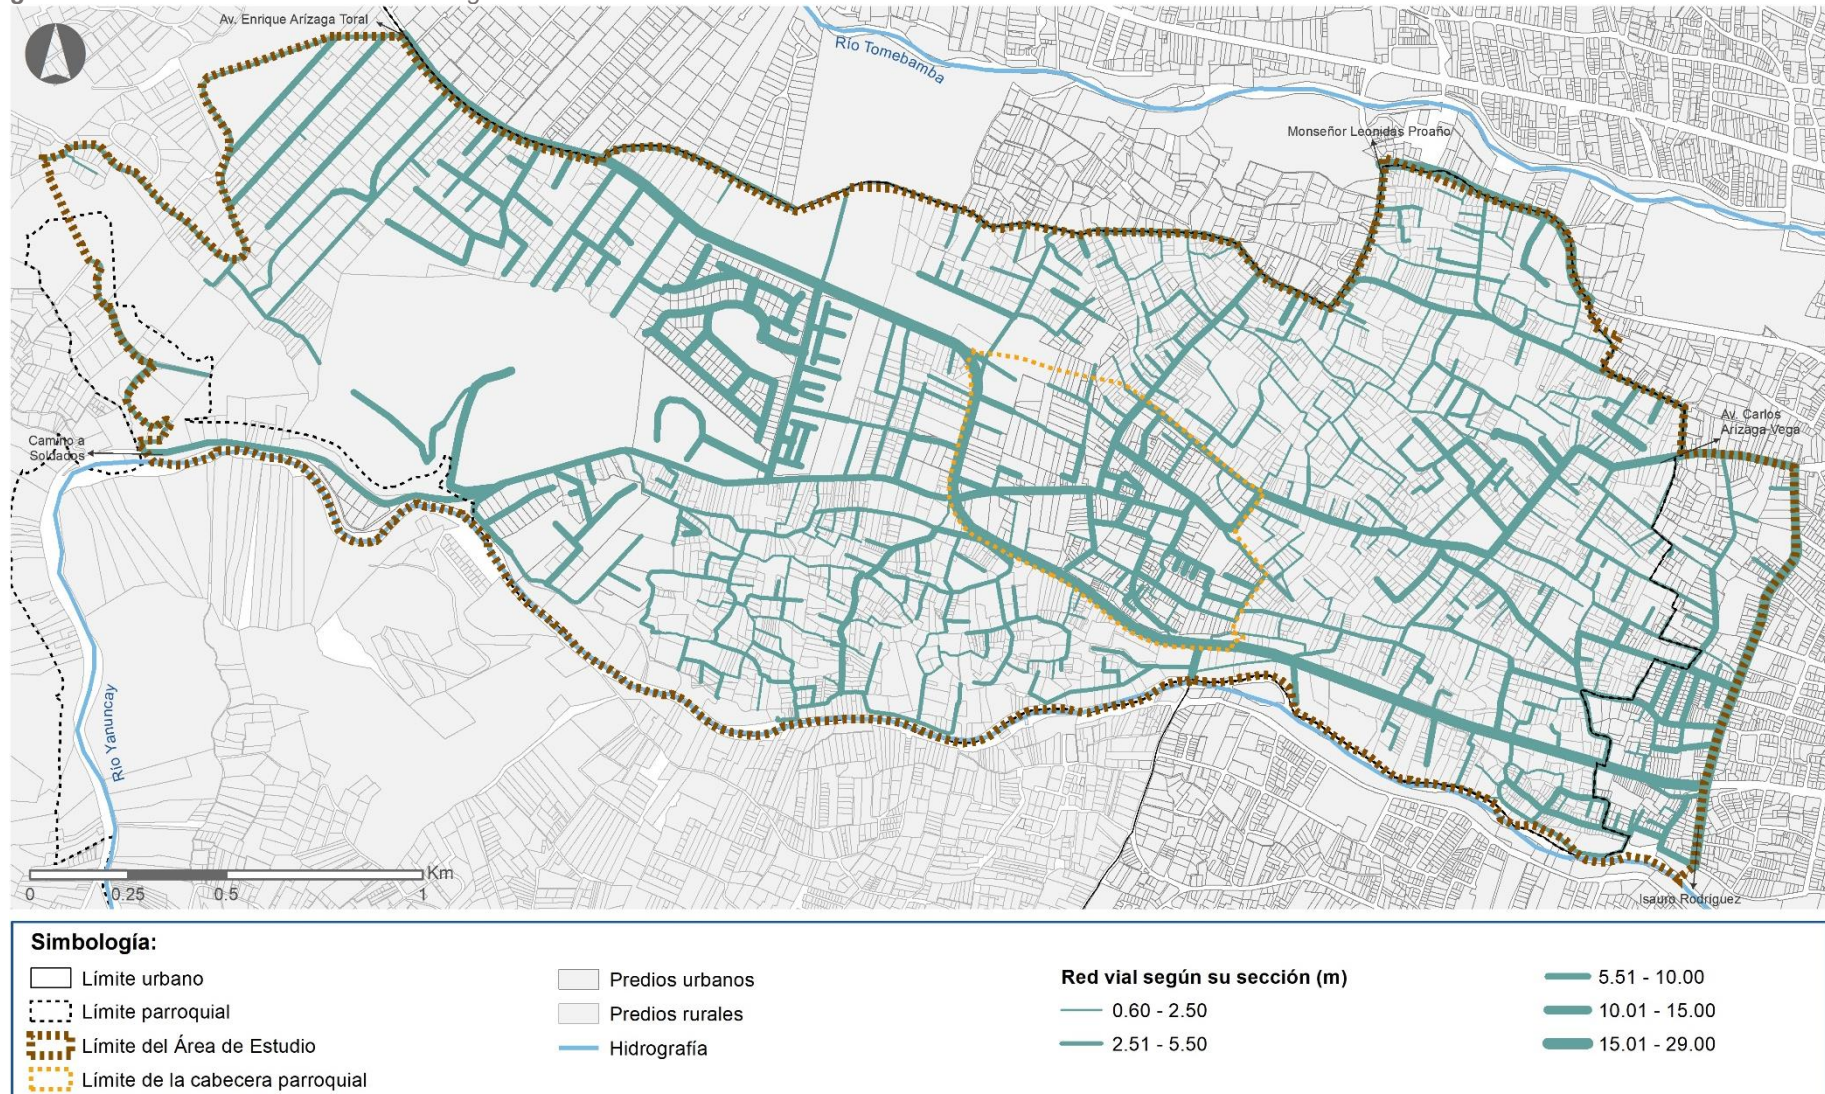 Av. Enrique Arízaga Toral
Río Tomebamba
Monseñor Leonidas Proaño
Av. Carlos
Arízaga Vega
Camino a
Soldados
Río Yanuncay
Km
0 0.25 0.5 1
Isauro Rodríguez
Simbología:
Límite urbano
Límite parroquial
Límite del Área de Estudio
Límite de la cabecera parroquial
Predios urbanos
Predios rurales
Hidrografía
Red vial según su sección (m)
0.60 - 2.50
2.51 - 5.50
5.51 - 10.00
10.01 - 15.00
15.01 - 29.00